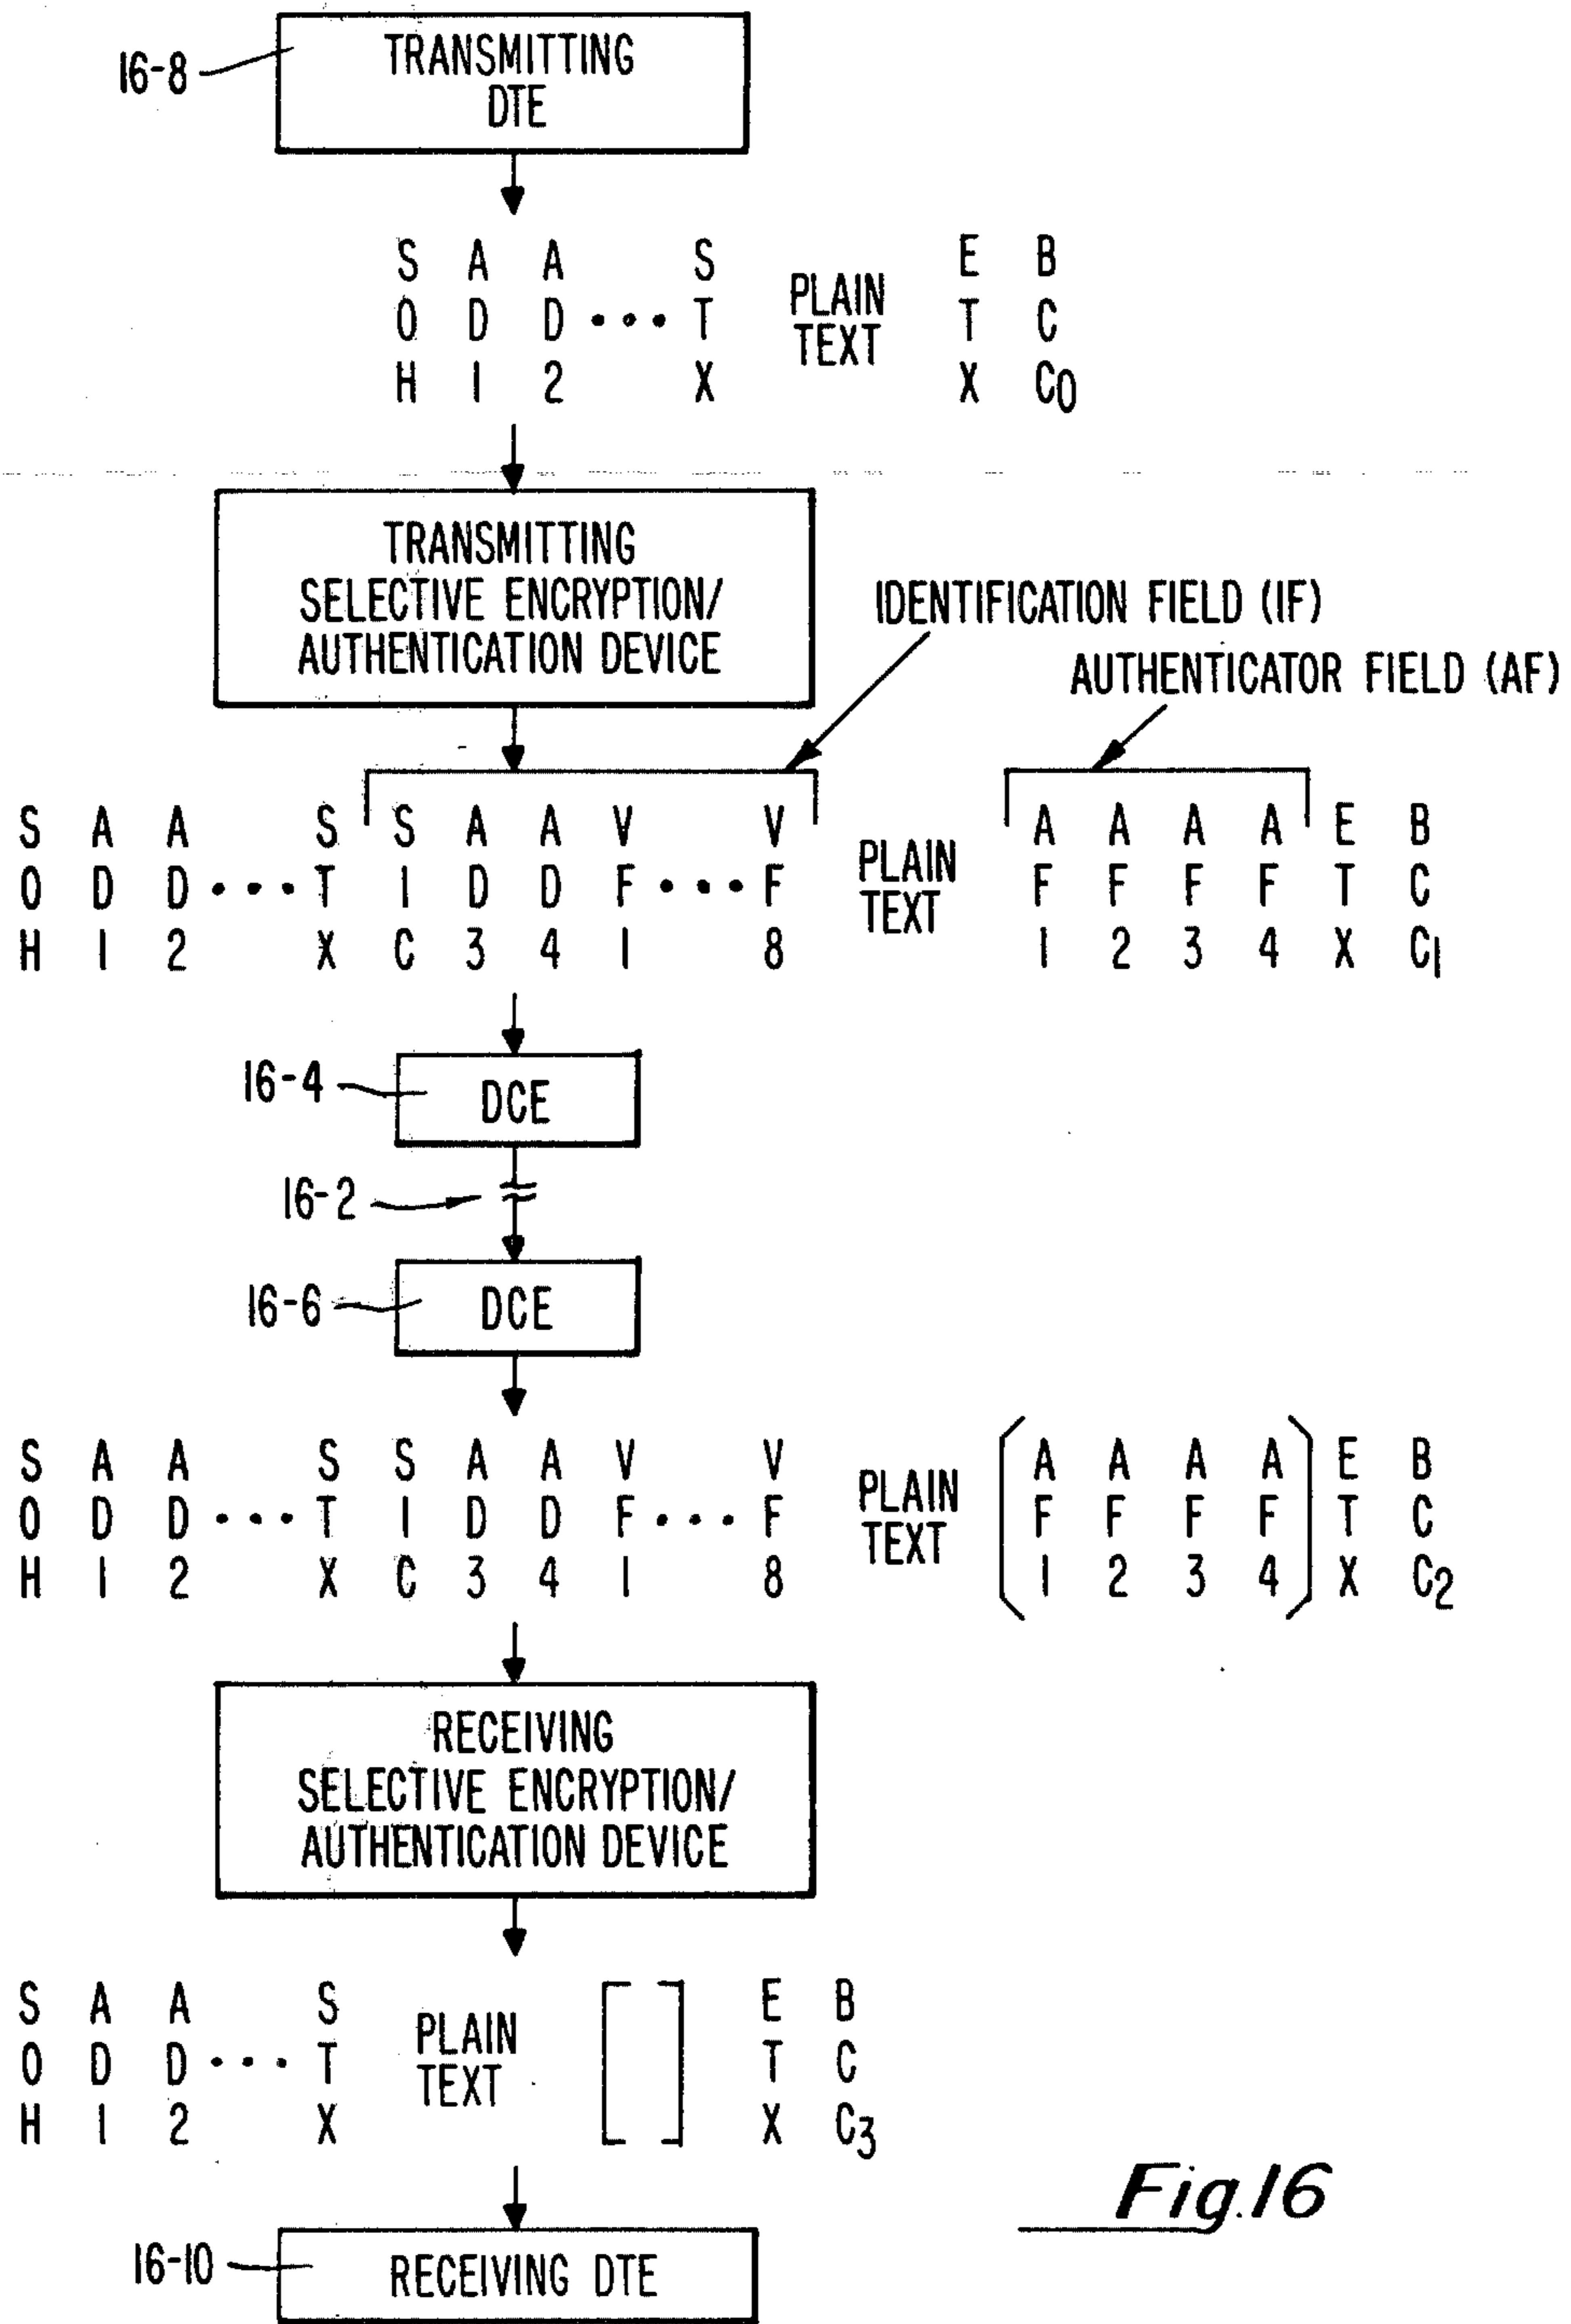 16-8
TRANSMITTING
DTE
S A A S E B
O D D ••• T PLAIN T C
H 1 2 X TEXT X C0
TRANSMITTING
SELECTIVE ENCRYPTION/
AUTHENTICATION DEVICE
IDENTIFICATION FIELD (IF)
AUTHENTICATOR FIELD (AF)
S A A S S A A V V A A A A E B
O D D ••• T I D D F ••• F PLAIN F F F F T C
H 1 2 X C 3 4 1 8 TEXT 1 2 3 4 X C1
16-4
DCE
16-2
16-6
DCE
S A A S S A A V V A A A A E B
O D D ••• T I D D F ••• F PLAIN F F F F T C
H 1 2 X C 3 4 1 8 TEXT 1 2 3 4 X C2
RECEIVING
SELECTIVE ENCRYPTION/
AUTHENTICATION DEVICE
S A A S E B
O D D ••• T PLAIN [ ] T C
H 1 2 X TEXT X C3
16-10
RECEIVING DTE
Fig.16